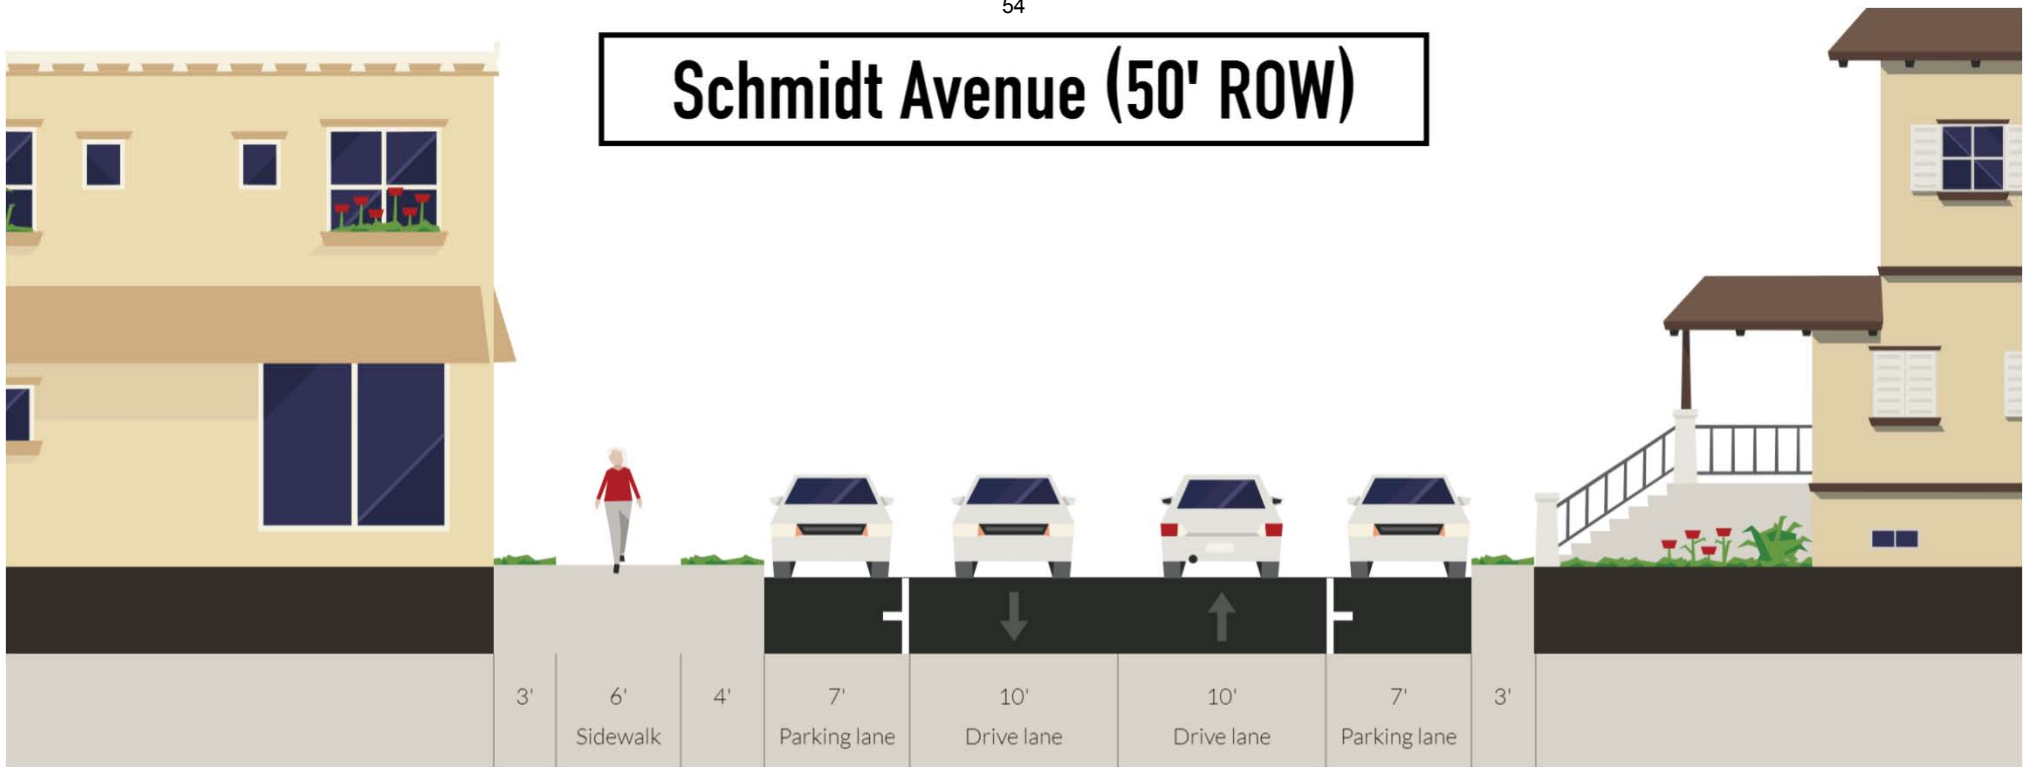 54
Schmidt Avenue (50' ROW)
3' 6' 4' 7' 10' 10' 7' 3'
Sidewalk Parking lane Drive lane Drive lane Parking lane